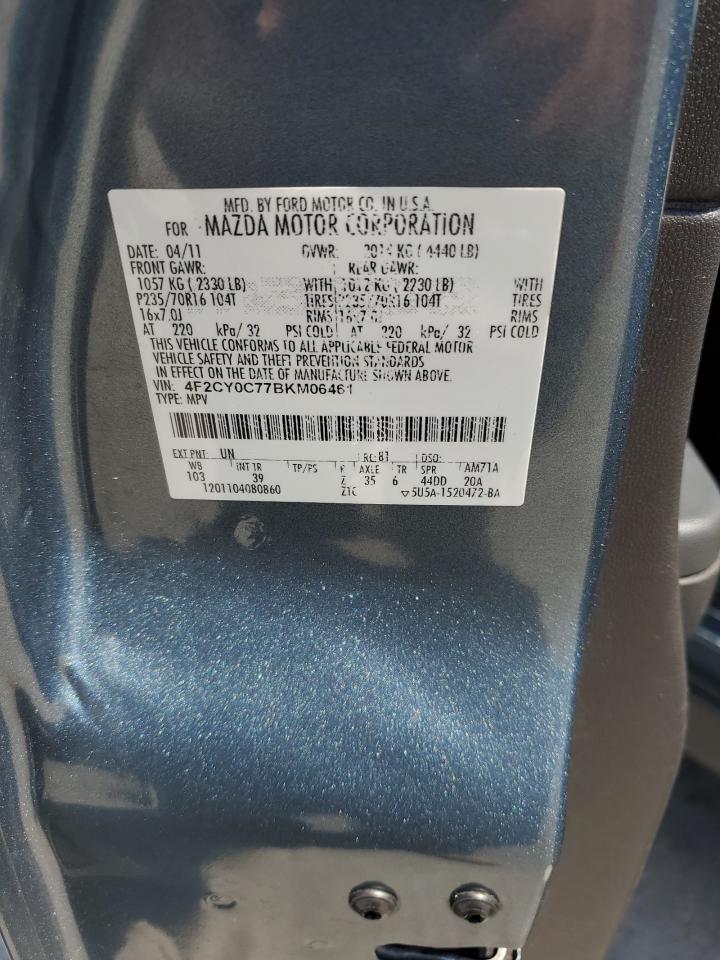 MFD. BY FORD MOTOR CO. IN U.S.A.
FOR MAZDA MOTOR CORPORATION
DATE: 04/11 GVWR: 2014 KG ( 4440 LB)
FRONT GAWR: REAR GAWR:
1057 KG ( 2330 LB) WITH 1012 KG ( 2230 LB) WITH
P235/70R16 104T TIRES P235/70R16 104T TIRES
16x7.0J RIMS 16x7.0J RIMS
AT 220 kPa/ 32 PSI COLD AT 220 kPa/ 32 PSI COLD
THIS VEHICLE CONFORMS TO ALL APPLICABLE FEDERAL MOTOR
VEHICLE SAFETY AND THEFT PREVENTION STANDARDS
IN EFFECT ON THE DATE OF MANUFACTURE SHOWN ABOVE.
VIN: 4F2CY0C77BKM06461
TYPE: MPV
EXT PNT: UN RC: 81 DSO:
WB INT TR TP/PS R AXLE TR SPR AM71A
103 39 Z 35 6 44DD 20A
1201104080860 ZTC ▽5U5A-1520472-BA